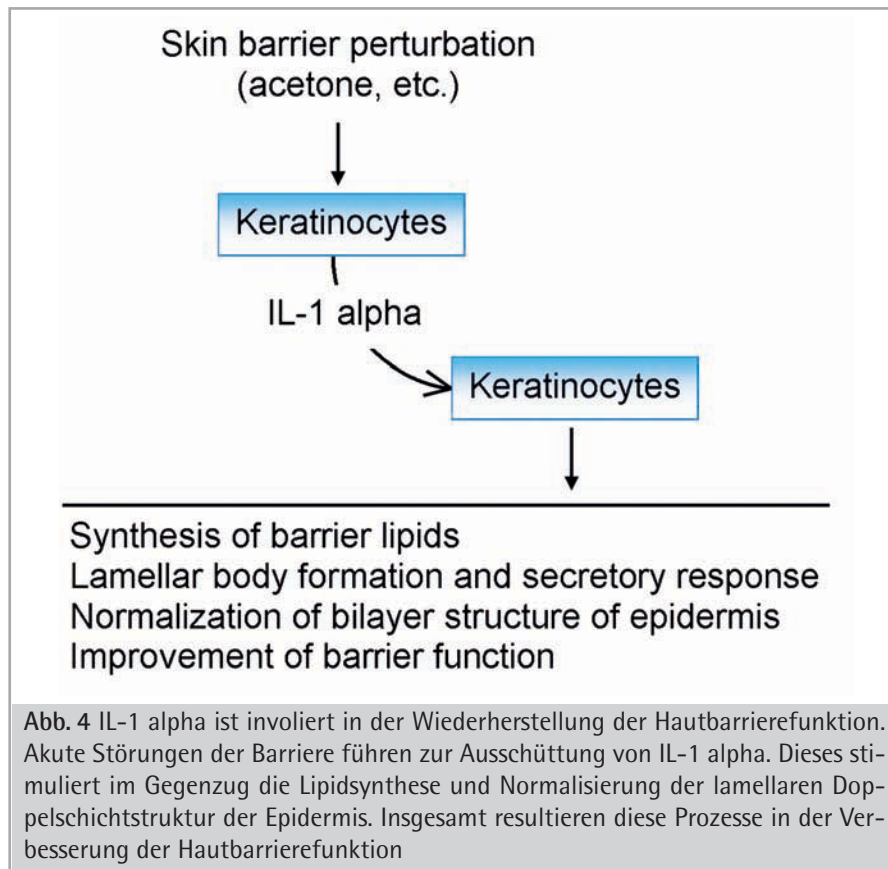 Skin barrier perturbation
(acetone, etc.)
Keratinocytes
IL-1 alpha
Keratinocytes
Synthesis of barrier lipids
Lamellar body formation and secretory response
Normalization of bilayer structure of epidermis
Improvement of barrier function
Abb. 4 IL-1 alpha ist involiert in der Wiederherstellung der Hautbarrierefunktion.
Akute Störungen der Barriere führen zur Ausschüttung von IL-1 alpha. Dieses sti-
muliert im Gegenzug die Lipidsynthese und Normalisierung der lamellaren Dop-
pelschichtstruktur der Epidermis. Insgesamt resultieren diese Prozesse in der Ver-
besserung der Hautbarrierefunktion